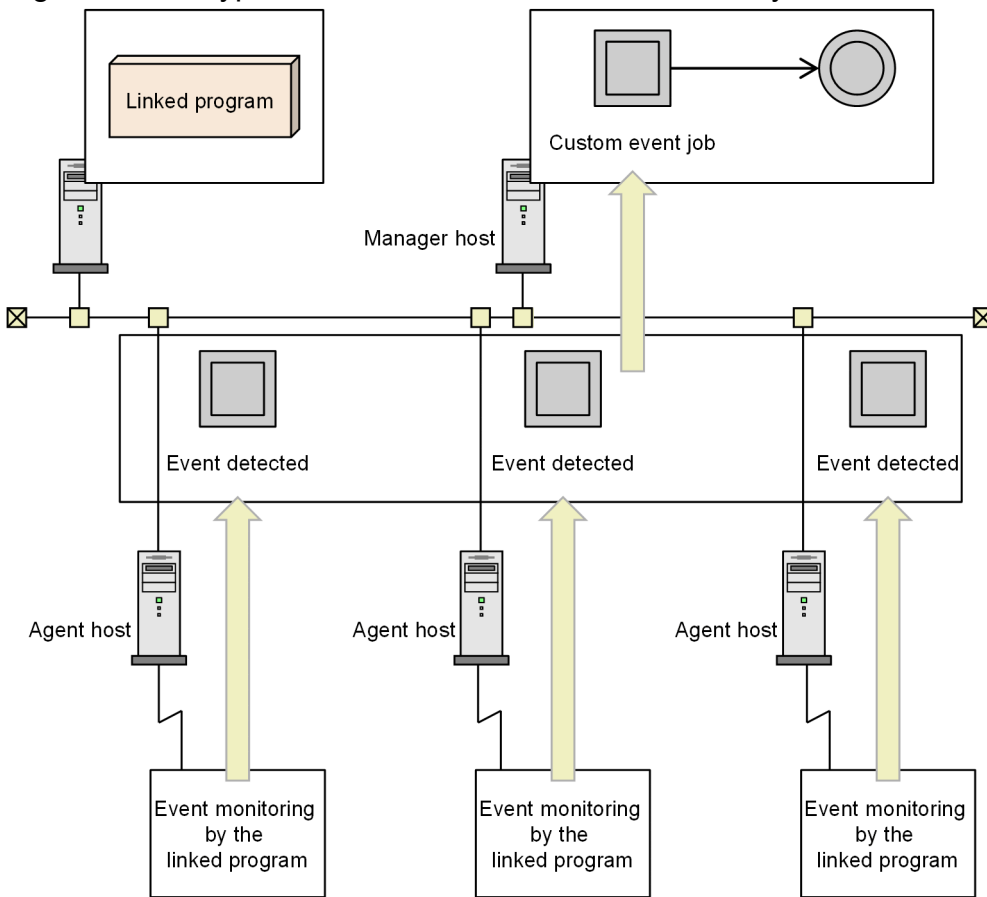 Linked program
Custom event job
Manager host
Event detected
Event detected
Event detected
Agent host
Agent host
Agent host
Event monitoring
by the
linked program
Event monitoring
by the
linked program
Event monitoring
by the
linked program